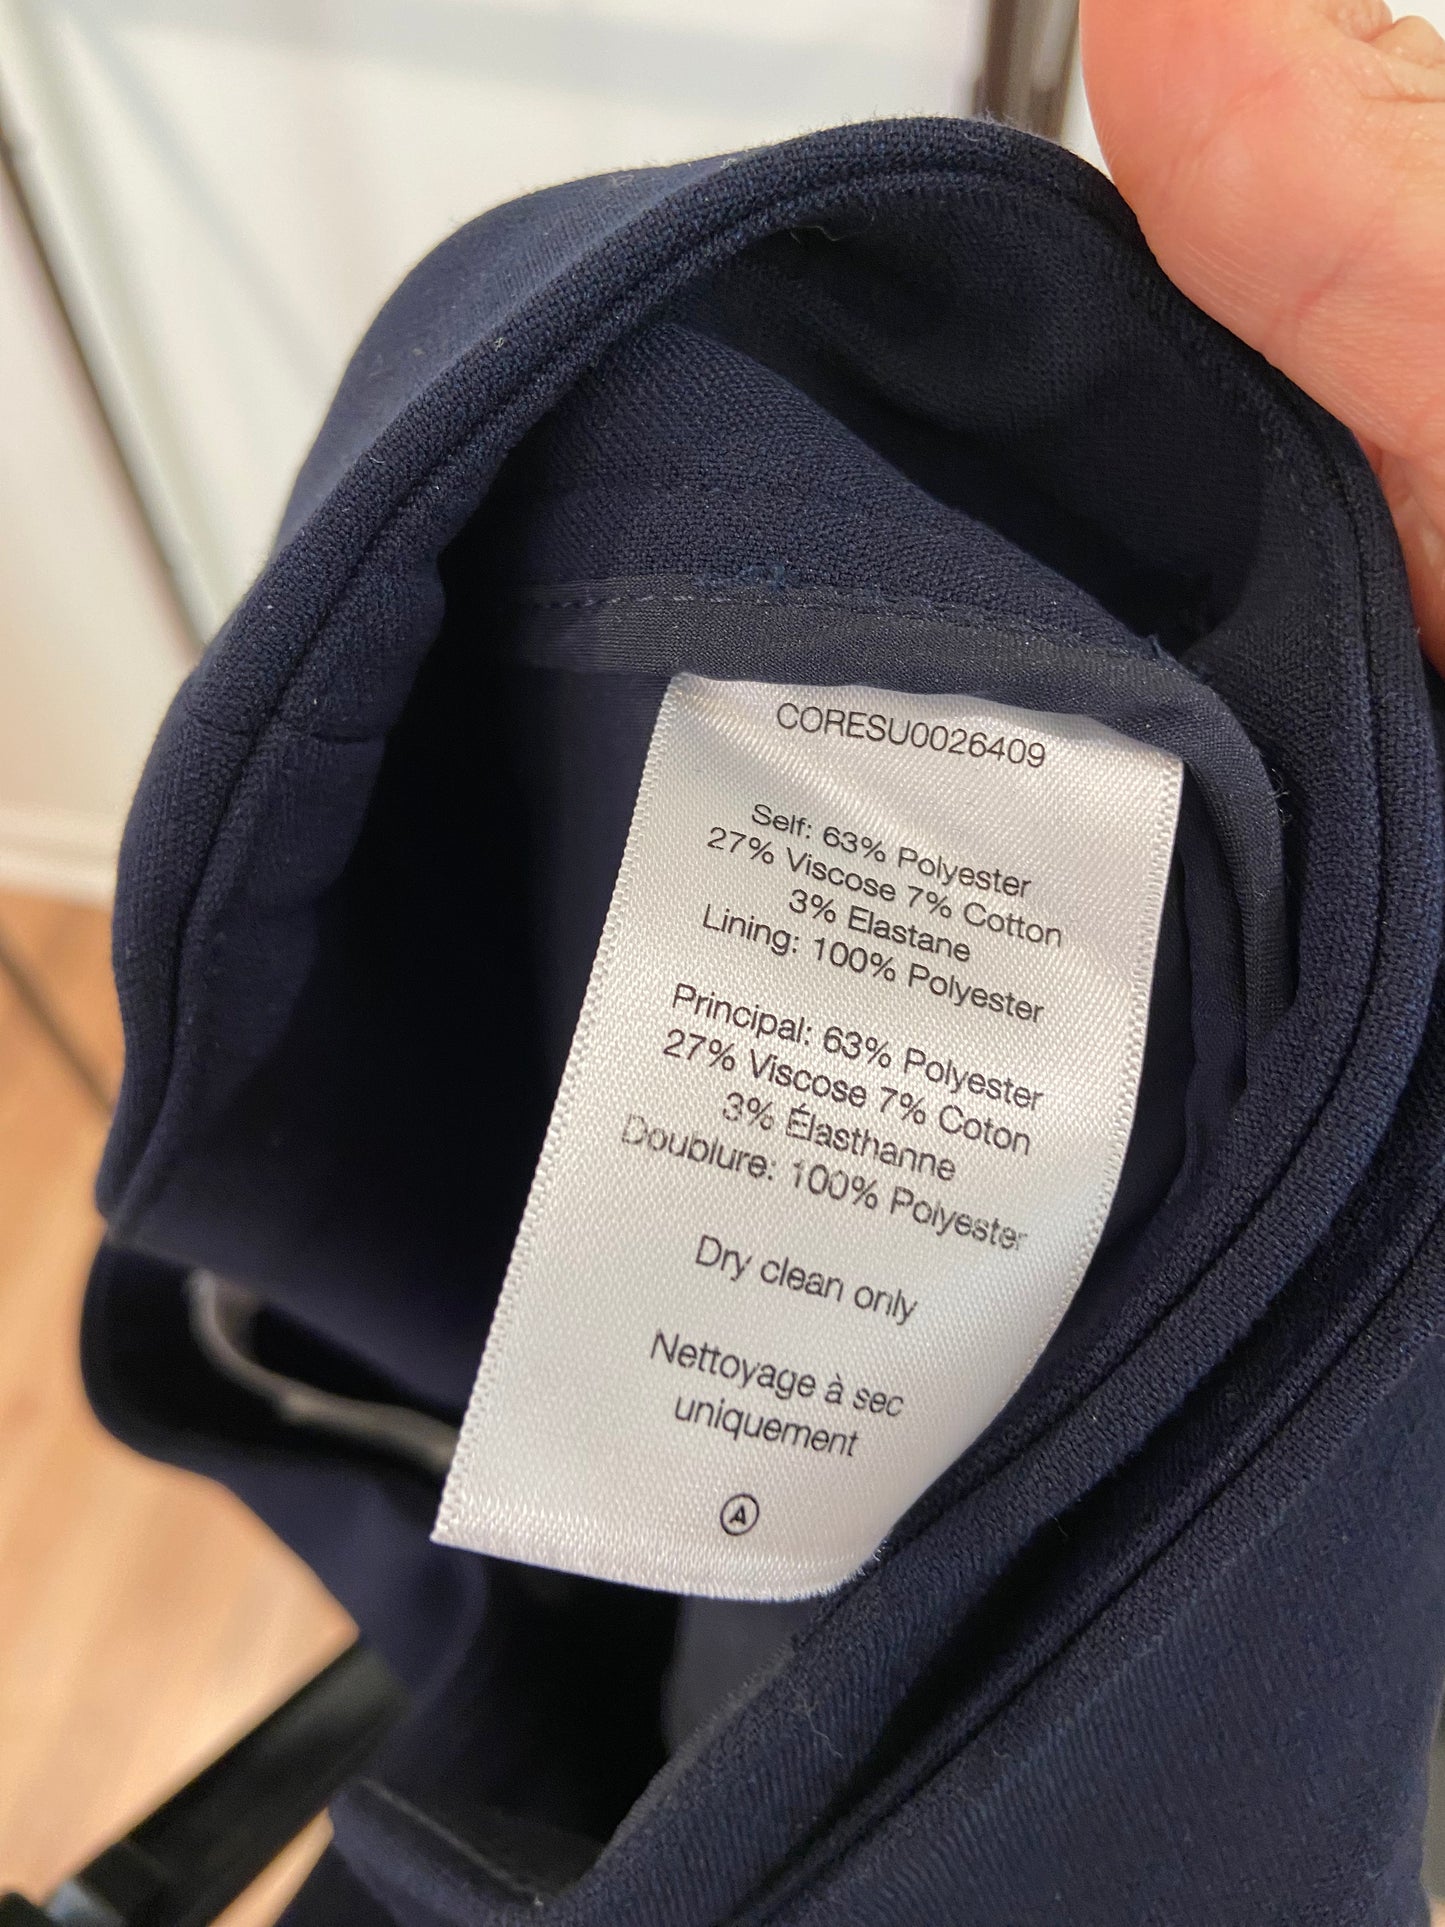 CORESU0026409
Self: 63% Polyester
27% Viscose 7% Cotton
3% Elastane
Lining: 100% Polyester
Principal: 63% Polyester
27% Viscose 7% Coton
3% Élasthanne
Doublure: 100% Polyester
Dry clean only
Nettoyage à sec
uniquement
A